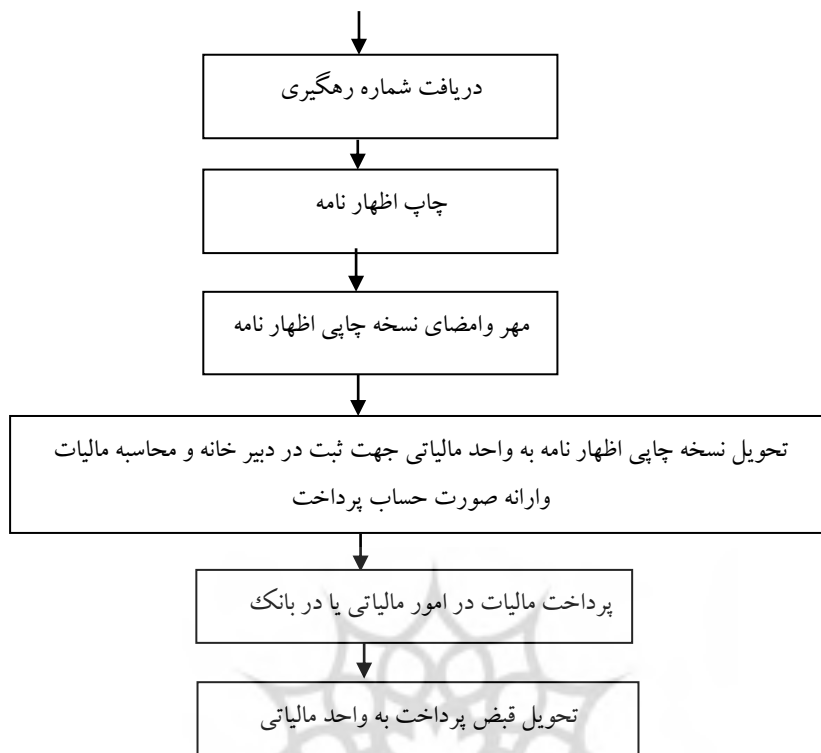 دریافت شماره رهگیری
چاپ اظهار نامه
مهر وامضای نسخه چاپی اظهار نامه
تحویل نسخه چاپی اظهار نامه به واحد مالیاتی جهت ثبت در دبیر خانه و محاسبه مالیات
وارانه صورت حساب پرداخت
پرداخت مالیات در امور مالیاتی یا در بانک
تحویل قبض پرداخت به واحد مالیاتی